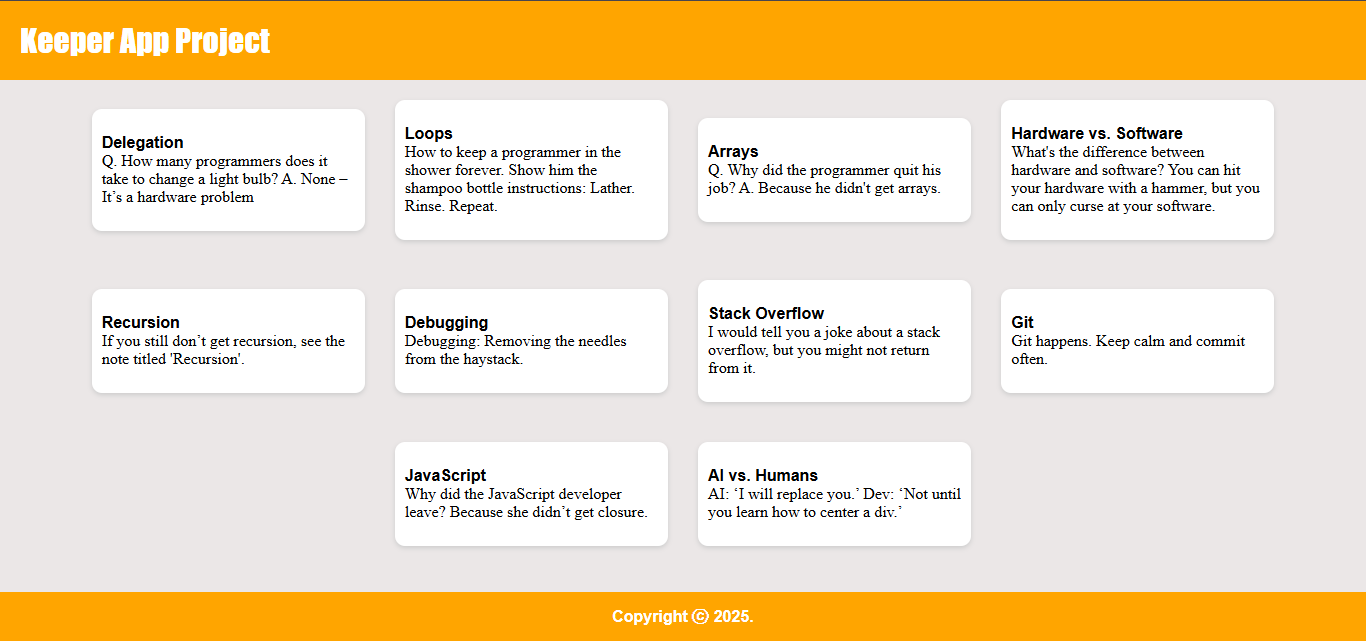 Keeper App Project
Delegation
Q. How many programmers does it
take to change a light bulb? A. None –
It’s a hardware problem
Loops
How to keep a programmer in the
shower forever. Show him the
shampoo bottle instructions: Lather.
Rinse. Repeat.
Arrays
Q. Why did the programmer quit his
job? A. Because he didn't get arrays.
Hardware vs. Software
What's the difference between
hardware and software? You can hit
your hardware with a hammer, but you
can only curse at your software.
Recursion
If you still don’t get recursion, see the
note titled 'Recursion'.
Debugging
Debugging: Removing the needles
from the haystack.
Stack Overflow
I would tell you a joke about a stack
overflow, but you might not return
from it.
Git
Git happens. Keep calm and commit
often.
JavaScript
Why did the JavaScript developer
leave? Because she didn’t get closure.
AI vs. Humans
AI: ‘I will replace you.’ Dev: ‘Not until
you learn how to center a div.’
Copyright ⓒ 2025.